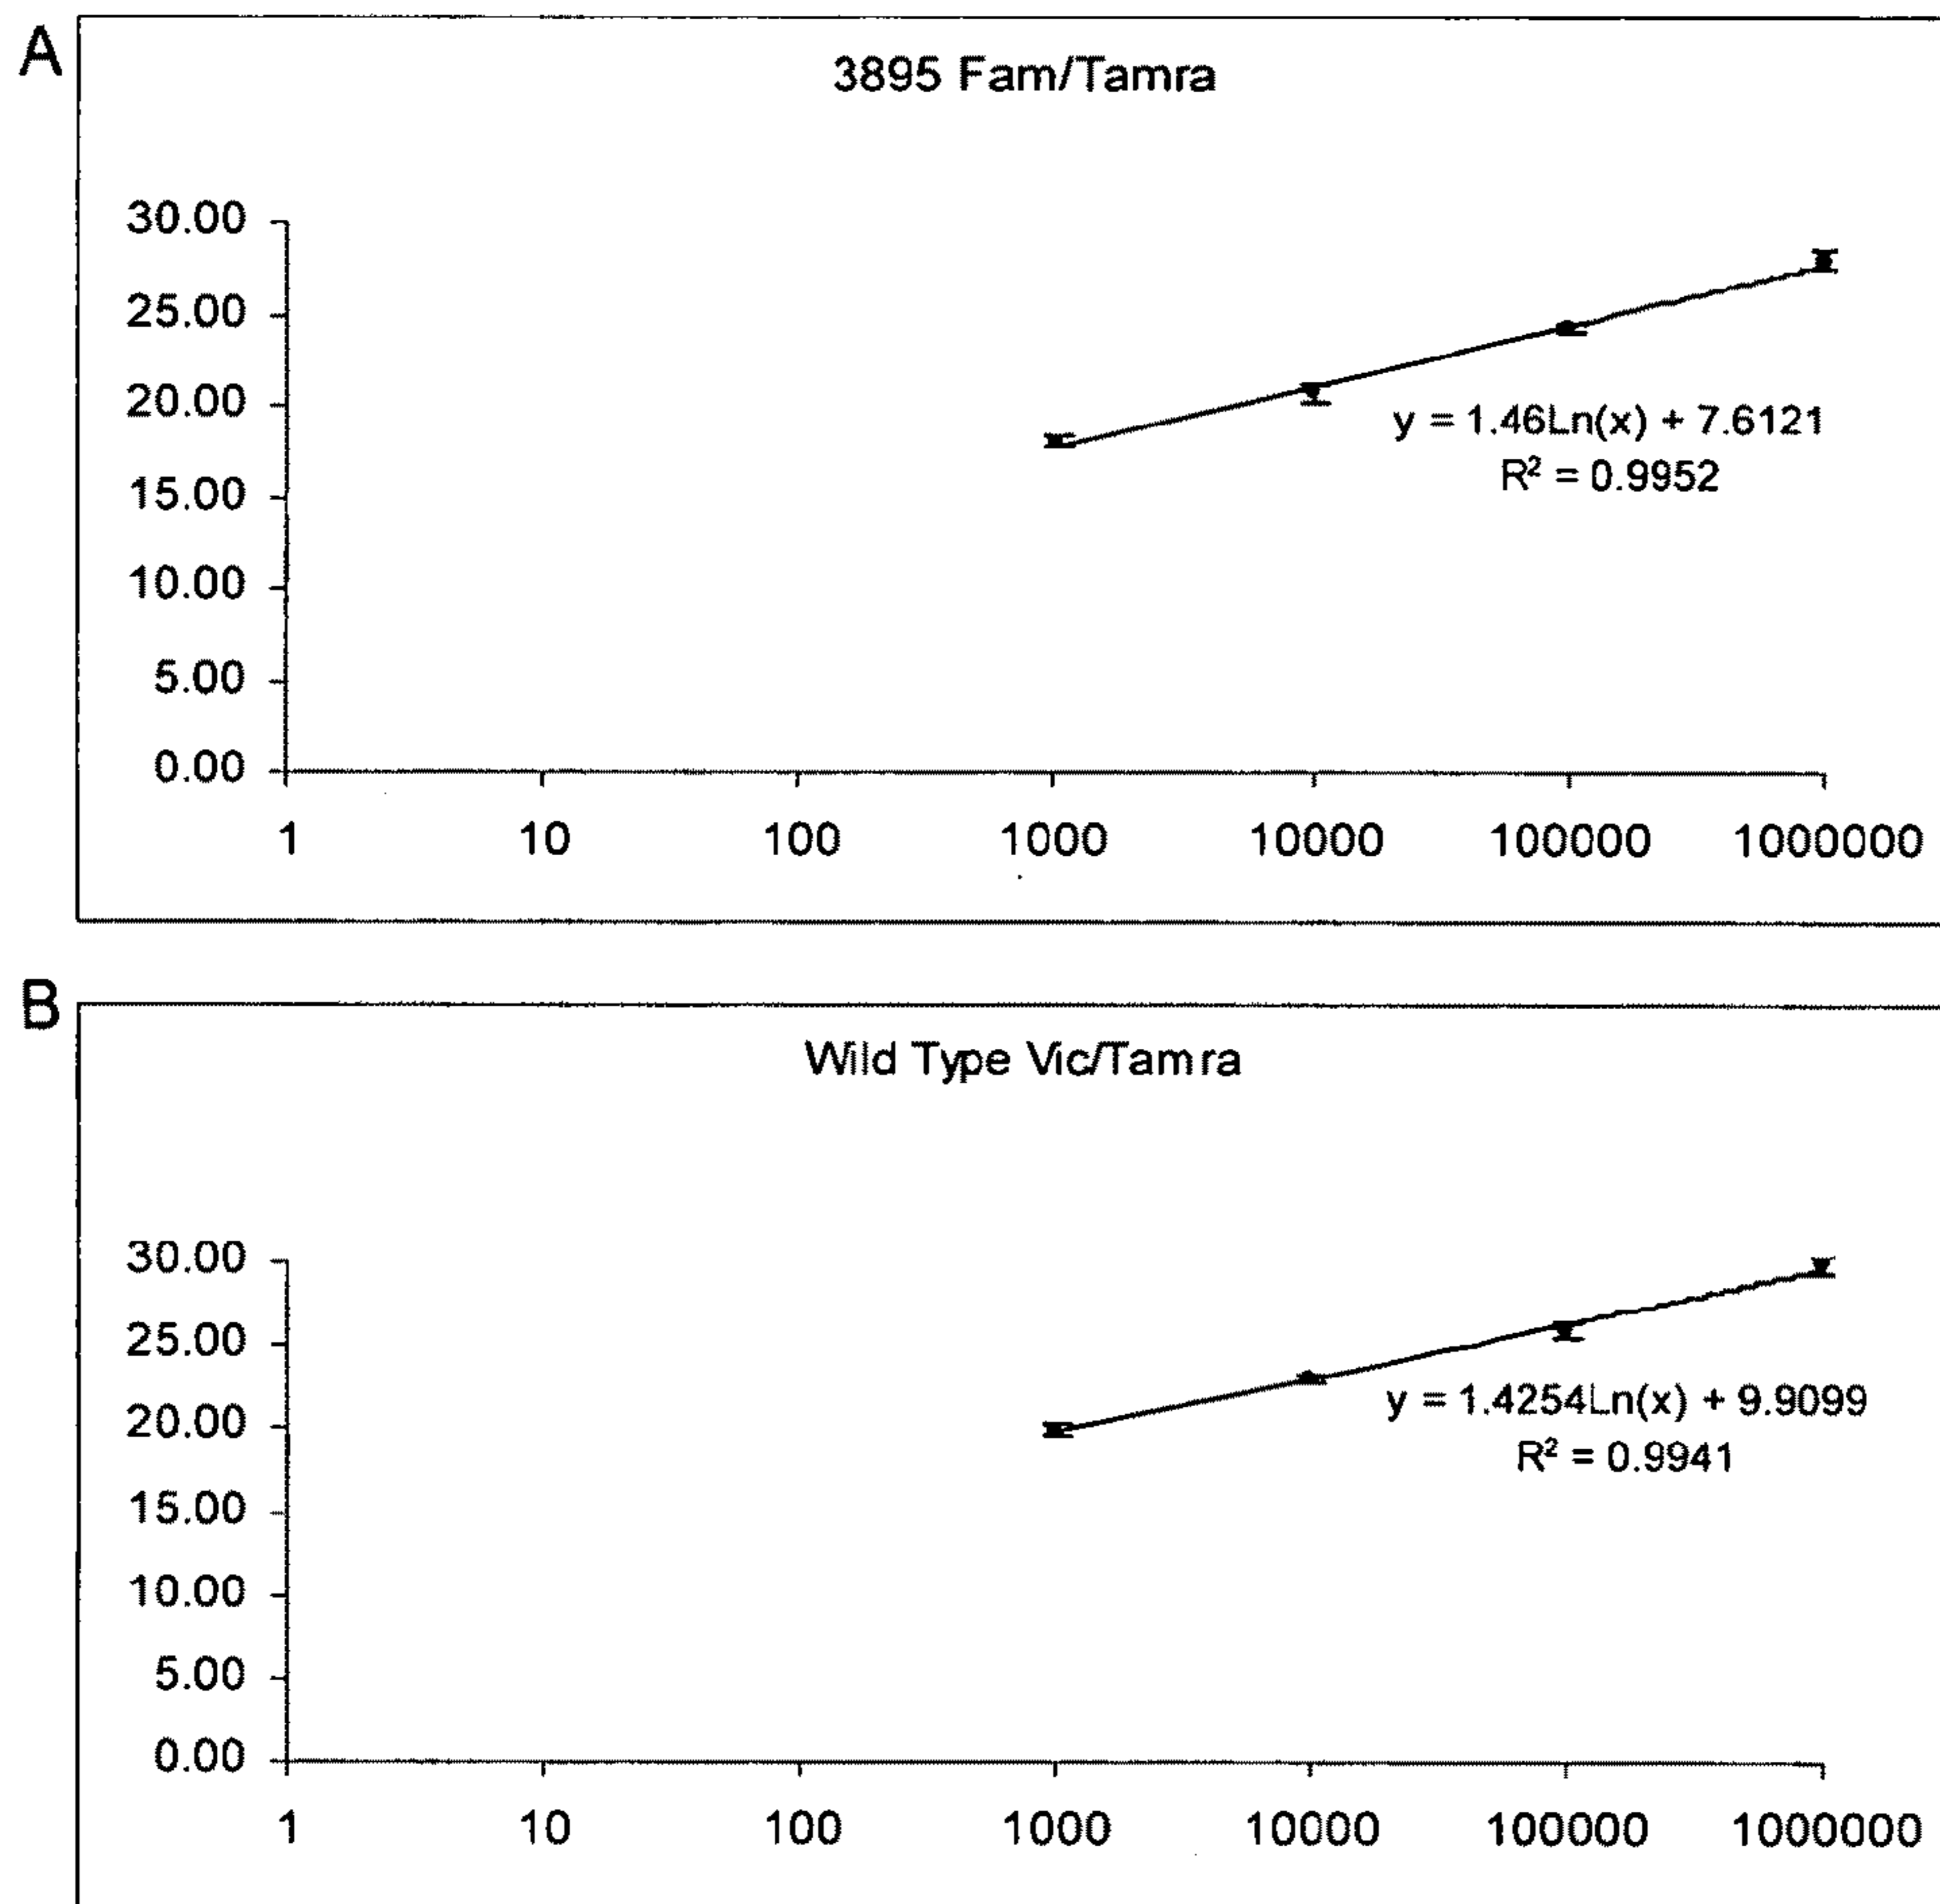 A
3895 Fam/Tamra
30.00
25.00
20.00
15.00
10.00
5.00
0.00
y = 1.46Ln(x) + 7.6121
R² = 0.9952
1 10 100 1000 10000 100000 1000000
B
Wild Type Vic/Tamra
30.00
25.00
20.00
15.00
10.00
5.00
0.00
y = 1.4254Ln(x) + 9.9099
R² = 0.9941
1 10 100 1000 10000 100000 1000000